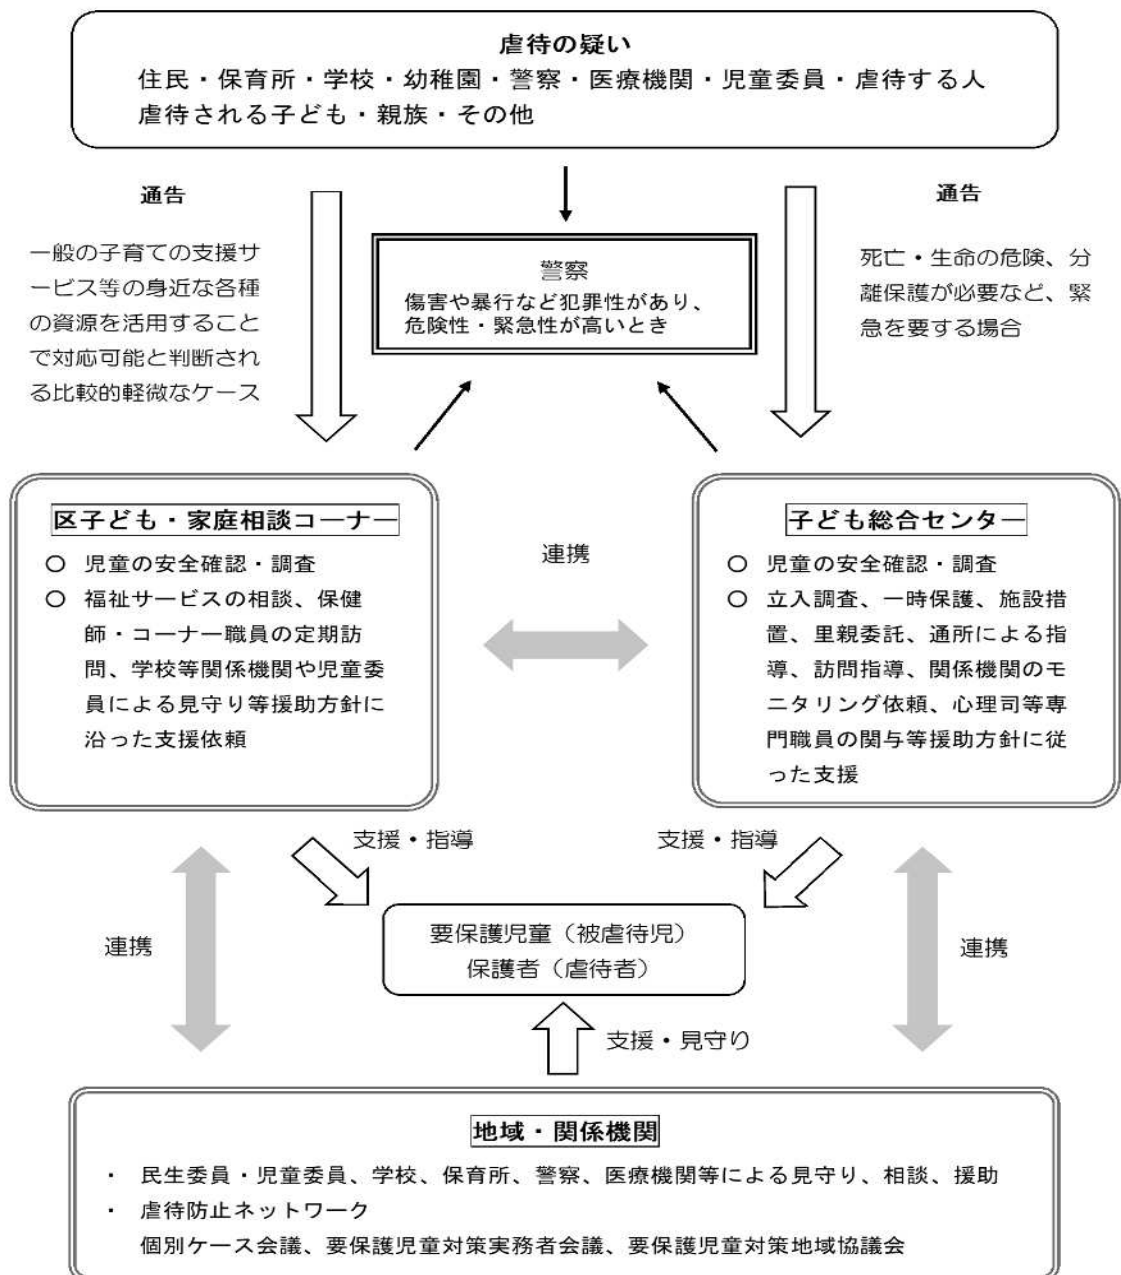 虐待の疑い
住民・保育所・学校・幼稚園・警察・医療機関・児童委員・虐待する人
虐待される子ども・親族・その他
通告
一般の子育ての支援サ
ービス等の身近な各種
の資源を活用すること
で対応可能と判断され
る比較的軽微なケース
警察
傷害や暴行など犯罪性があり、
危険性・緊急性が高いとき
通告
死亡・生命の危険、分
離保護が必要など、緊
急を要する場合
区子ども・家庭相談コーナー
○ 児童の安全確認・調査
○ 福祉サービスの相談、保健
師・コーナー職員の定期訪
問、学校等関係機関や児童委
員による見守り等援助方針に
沿った支援依頼
連携
子ども総合センター
○ 児童の安全確認・調査
○ 立入調査、一時保護、施設措
置、里親委託、通所による指
導、訪問指導、関係機関のモ
ニタリング依頼、心理司等専
門職員の関与等援助方針に従
った支援
支援・指導
支援・指導
連携
要保護児童（被虐待児）
保護者（虐待者）
連携
支援・見守り
地域・関係機関
・ 民生委員・児童委員、学校、保育所、警察、医療機関等による見守り、相談、援助
・ 虐待防止ネットワーク
個別ケース会議、要保護児童対策実務者会議、要保護児童対策地域協議会